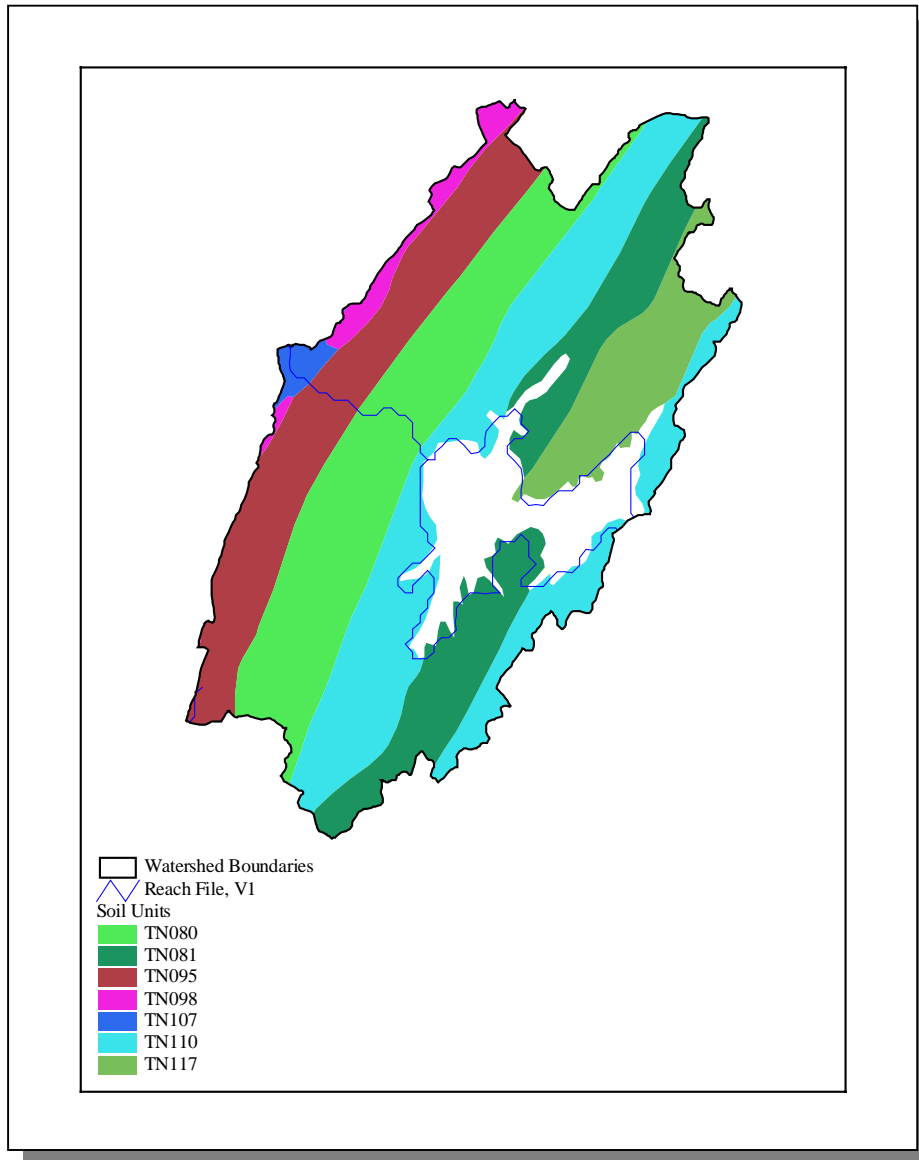 Watershed Boundaries
Reach File, V1
Soil Units
TN080
TN081
TN095
TN098
TN107
TN110
TN117